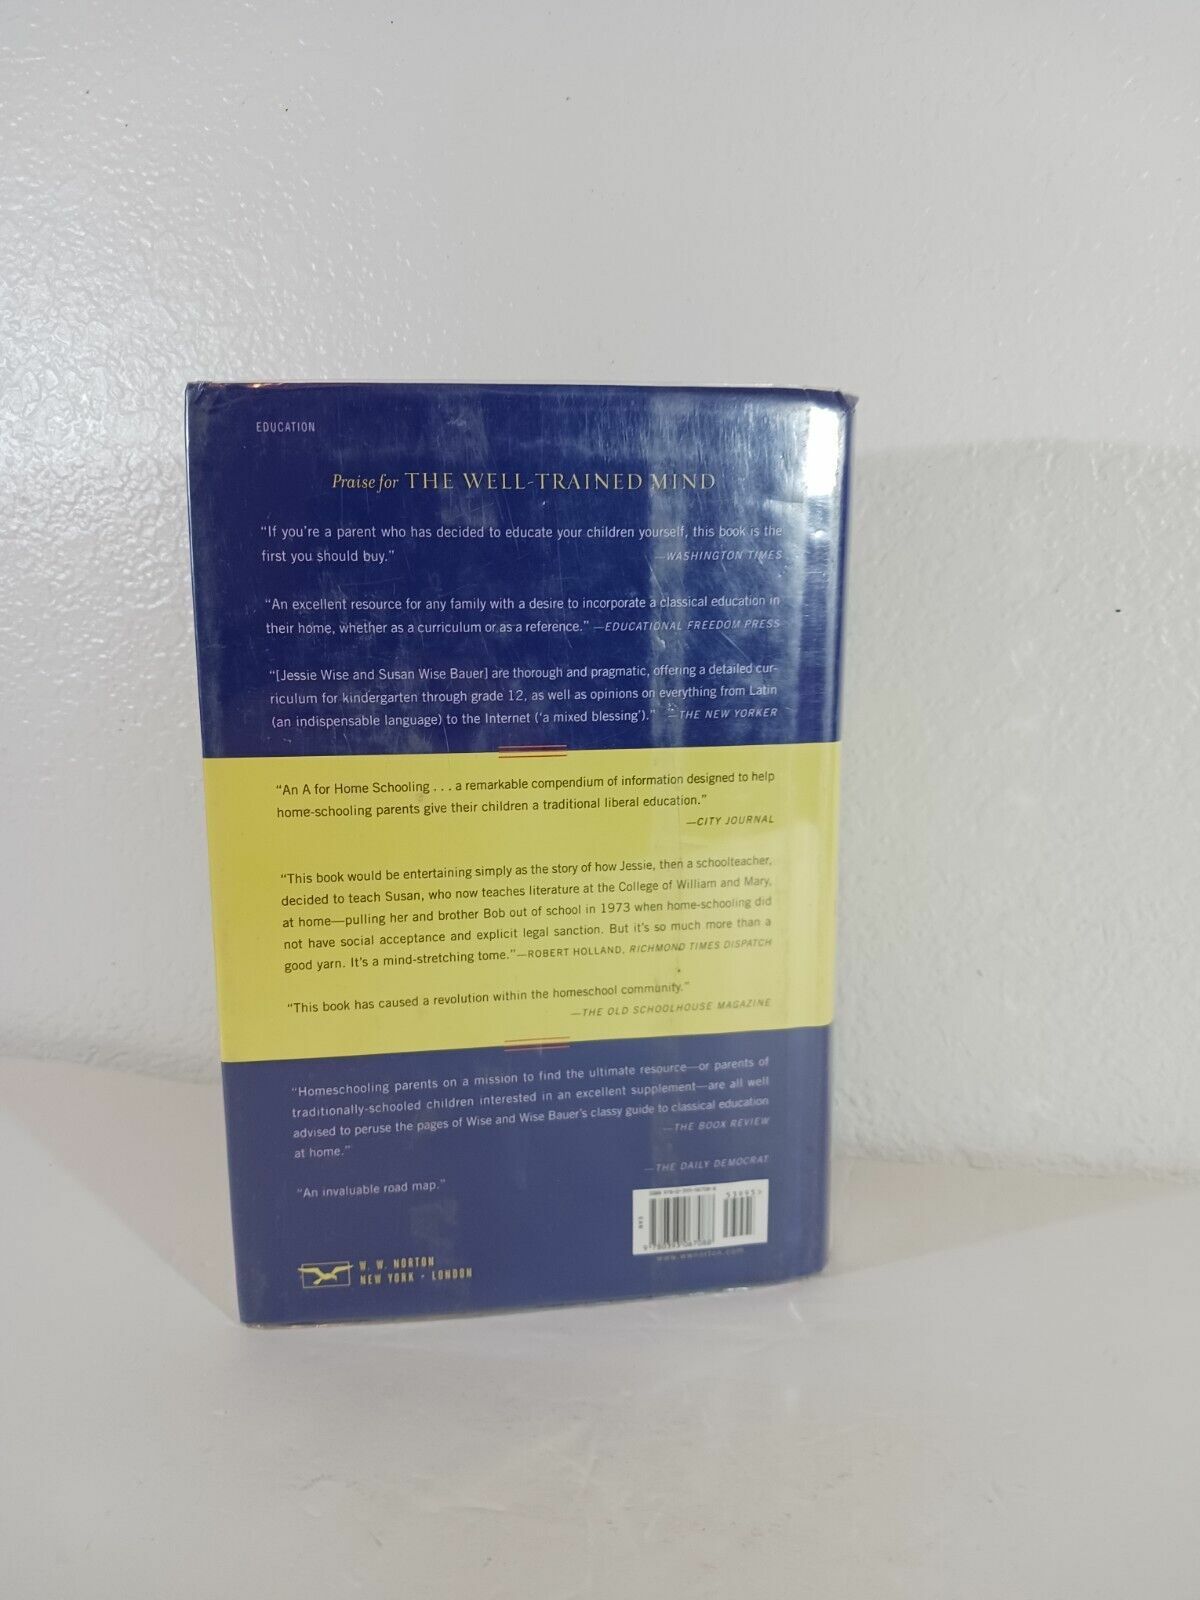 EDUCATION
Praise for THE WELL-TRAINED MIND
“If you’re a parent who has decided to educate your children yourself, this book is the
first you should buy.” —WASHINGTON TIMES
“An excellent resource for any family with a desire to incorporate a classical education in
their home, whether as a curriculum or as a reference.” —EDUCATIONAL FREEDOM PRESS
“[Jessie Wise and Susan Wise Bauer] are thorough and pragmatic, offering a detailed cur-
riculum for kindergarten through grade 12, as well as opinions on everything from Latin
(an indispensable language) to the Internet (‘a mixed blessing’).” —THE NEW YORKER
“An A for Home Schooling . . . a remarkable compendium of information designed to help
home-schooling parents give their children a traditional liberal education.”
—CITY JOURNAL
“This book would be entertaining simply as the story of how Jessie, then a schoolteacher,
decided to teach Susan, who now teaches literature at the College of William and Mary,
at home—pulling her and brother Bob out of school in 1973 when home-schooling did
not have social acceptance and explicit legal sanction. But it’s so much more than a
good yarn. It’s a mind-stretching tome.”—ROBERT HOLLAND, RICHMOND TIMES DISPATCH
“This book has caused a revolution within the homeschool community.”
—THE OLD SCHOOLHOUSE MAGAZINE
“Homeschooling parents on a mission to find the ultimate resource—or parents of
traditionally-schooled children interested in an excellent supplement—are all well
advised to peruse the pages of Wise and Wise Bauer’s classy guide to classical education
at home.” —THE BOOK REVIEW
“An invaluable road map.” —THE DAILY DEMOCRAT
EAN
9 780393 067088
www.wwnorton.com
W. W. NORTON
NEW YORK • LONDON